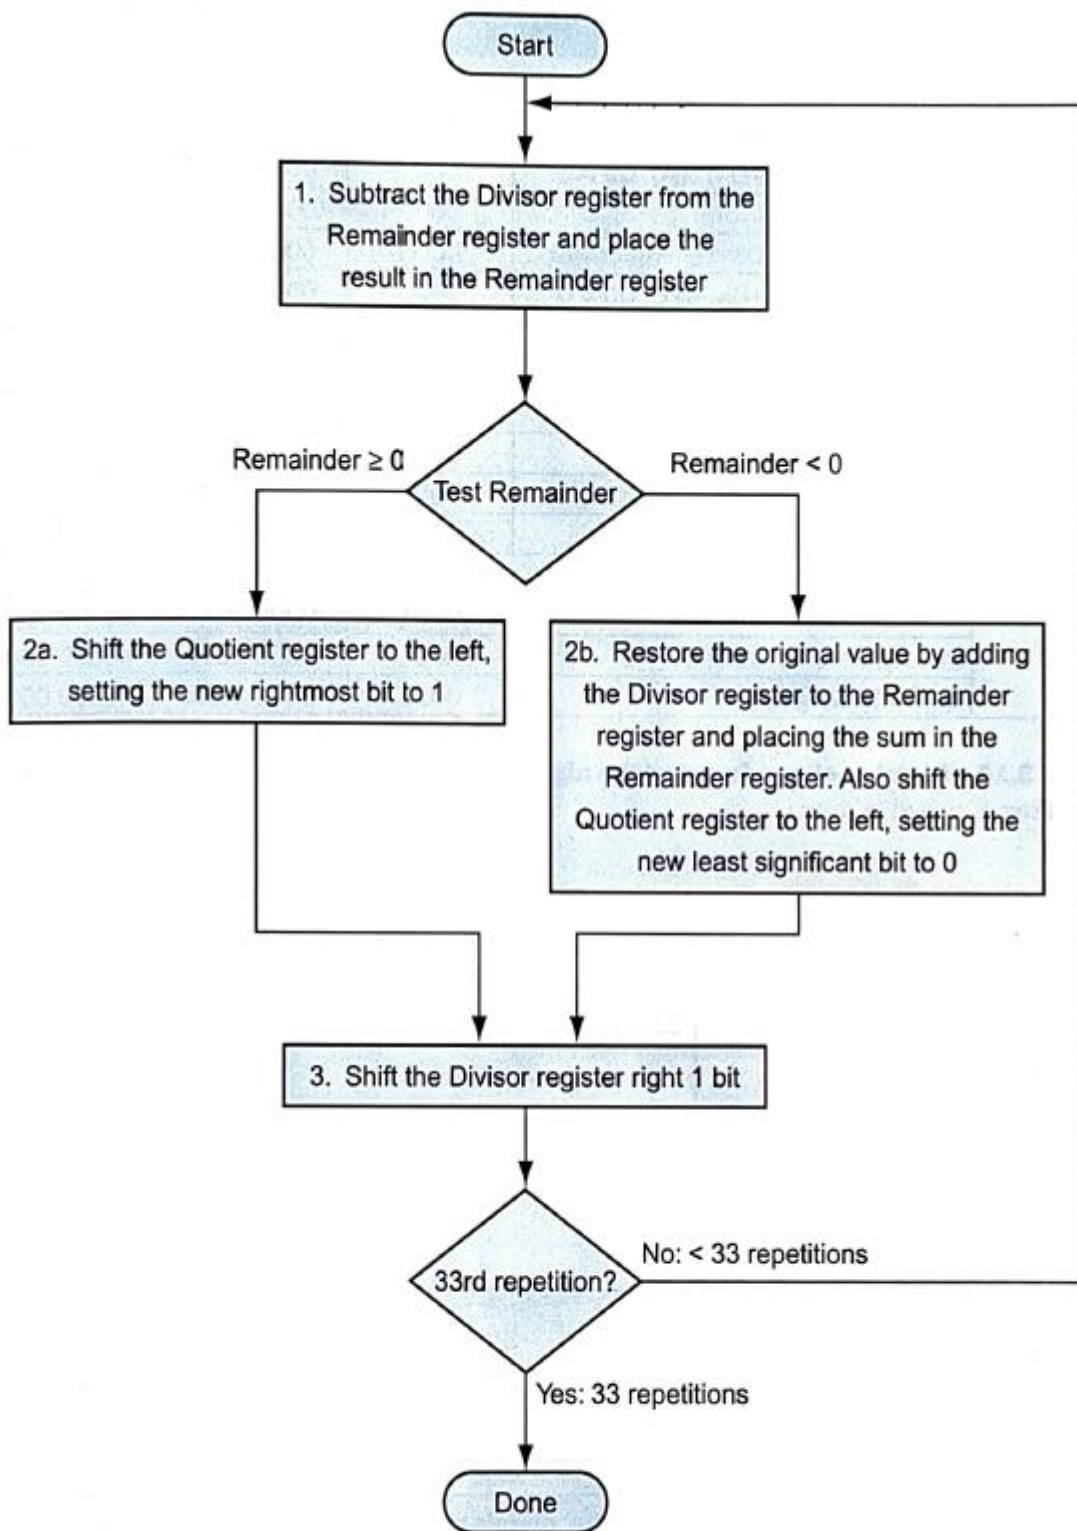 Start
1. Subtract the Divisor register from the
Remainder register and place the
result in the Remainder register
Remainder ≥ 0
Remainder < 0
Test Remainder
2a. Shift the Quotient register to the left,
setting the new rightmost bit to 1
2b. Restore the original value by adding
the Divisor register to the Remainder
register and placing the sum in the
Remainder register. Also shift the
Quotient register to the left, setting the
new least significant bit to 0
3. Shift the Divisor register right 1 bit
33rd repetition?
No: < 33 repetitions
Yes: 33 repetitions
Done